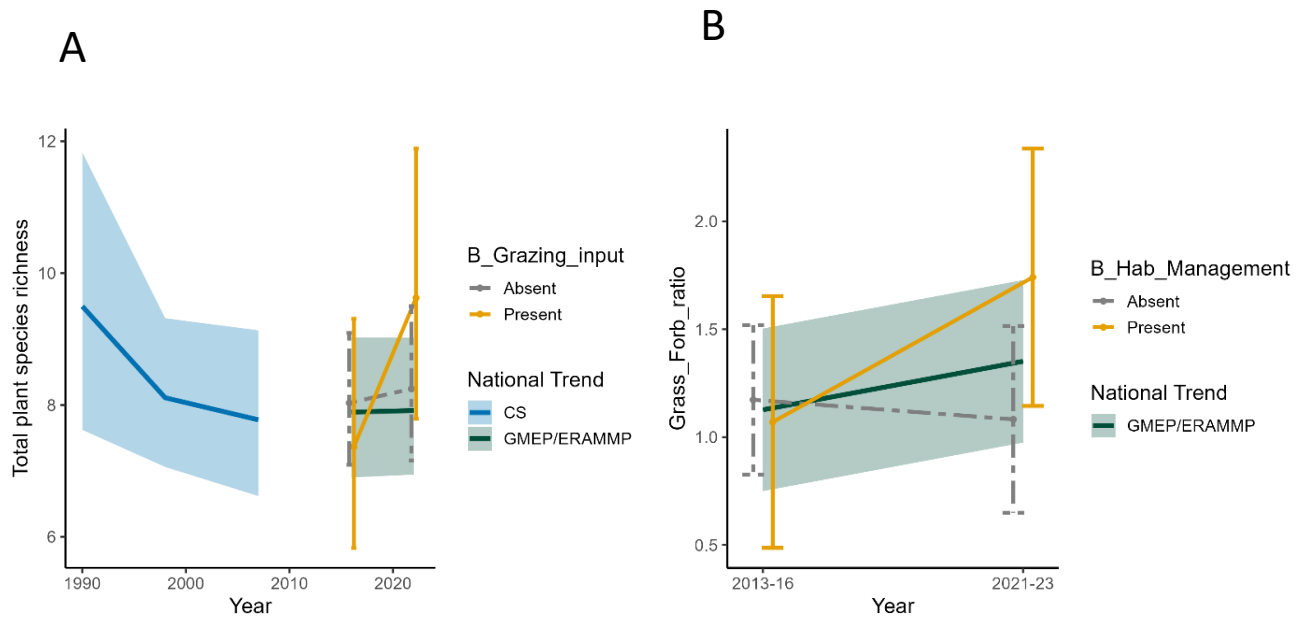 A
Total plant species richness
12
10
8
6
1990
2000
2010
2020
Year
B_Grazing_input
Absent
Present
National Trend
CS
GMEP/ERAMMP
B
Grass_Forb_ratio
2.0
1.5
1.0
0.5
2013-16
2021-23
Year
B_Hab_Management
Absent
Present
National Trend
GMEP/ERAMMP